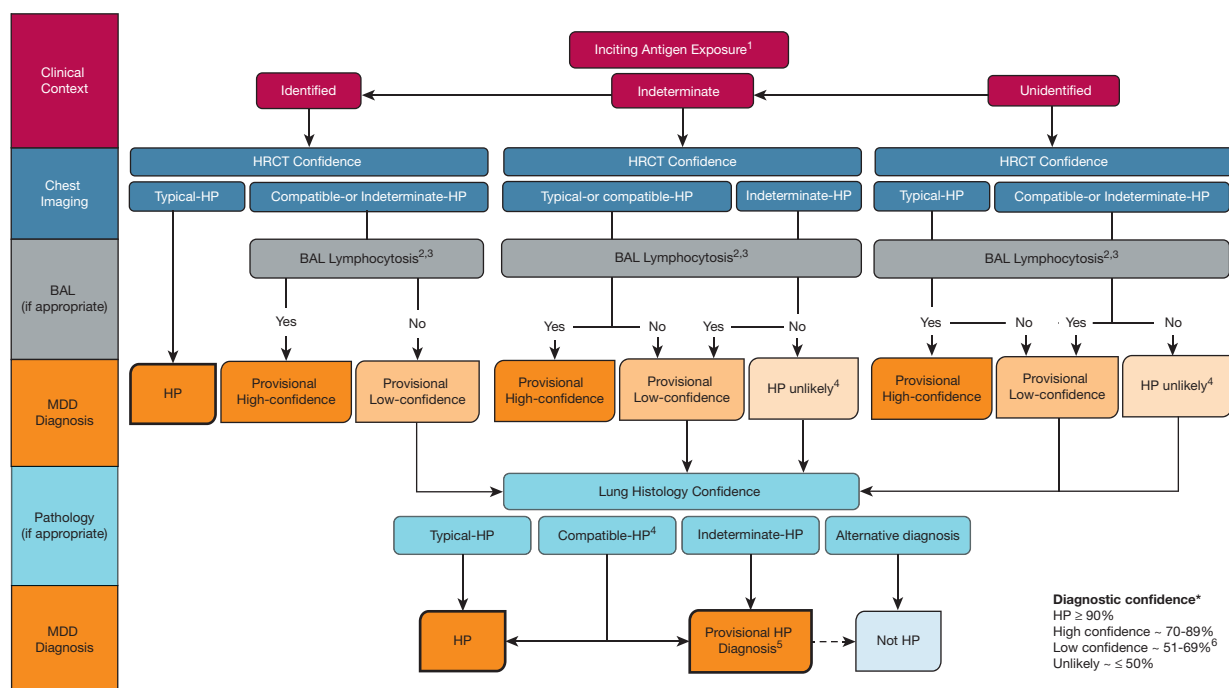 Clinical
Context
Inciting Antigen Exposure1
Identified
Indeterminate
Unidentified
Chest
Imaging
HRCT Confidence
HRCT Confidence
HRCT Confidence
Typical-HP
Compatible-or Indeterminate-HP
Typical-or compatible-HP
Indeterminate-HP
Typical-HP
Compatible-or Indeterminate-HP
BAL
(if appropriate)
BAL Lymphocytosis2,3
BAL Lymphocytosis2,3
BAL Lymphocytosis2,3
Yes
No
Yes
No
Yes
No
Yes
No
Yes
No
MDD
Diagnosis
HP
Provisional
High-confidence
Provisional
Low-confidence
Provisional
High-confidence
Provisional
Low-confidence
HP unlikely4
Provisional
High-confidence
Provisional
Low-confidence
HP unlikely4
Pathology
(if appropriate)
Lung Histology Confidence
Typical-HP
Compatible-HP4
Indeterminate-HP
Alternative diagnosis
MDD
Diagnosis
HP
Provisional HP
Diagnosis5
Not HP
Diagnostic confidence*
HP ≥ 90%
High confidence ~ 70-89%
Low confidence ~ 51-69%6
Unlikely ~ ≤ 50%